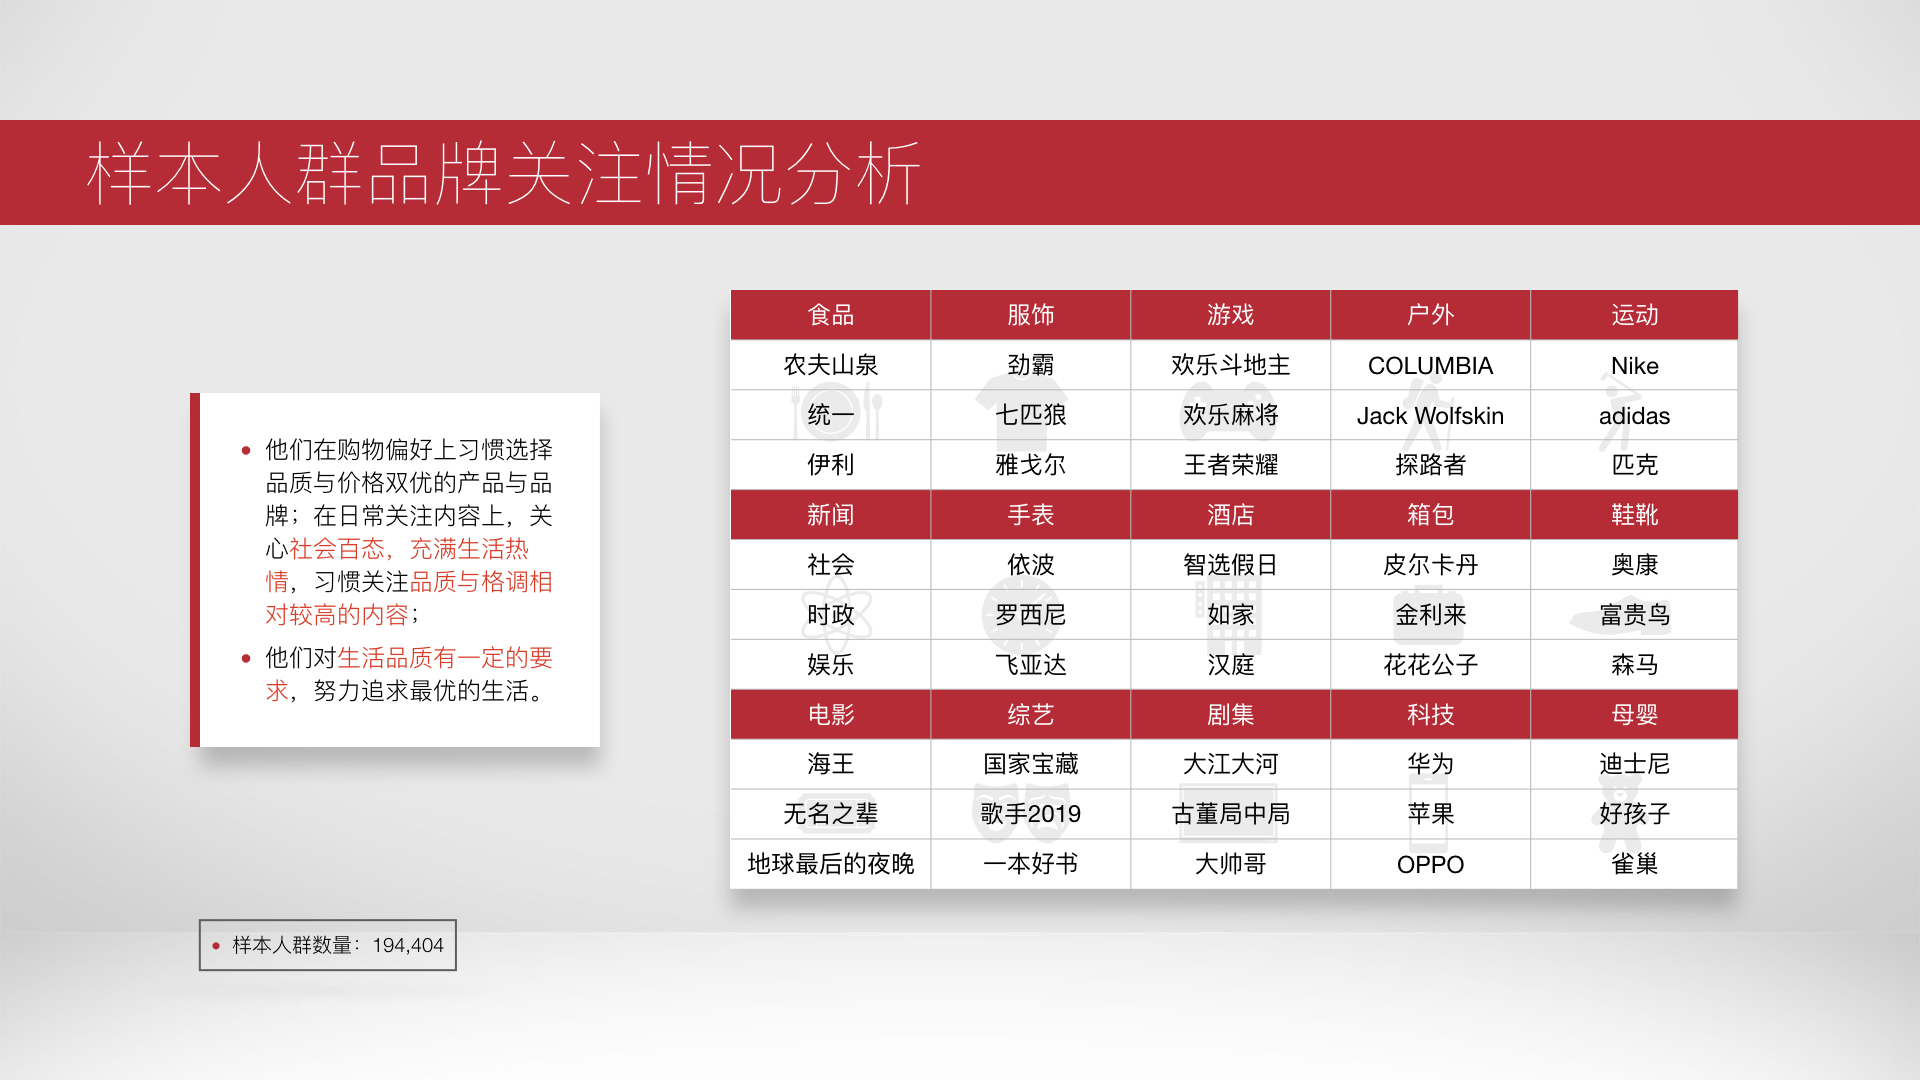 样本人群品牌关注情况分析
他们在购物偏好上习惯选择
品质与价格双优的产品与品
牌；在日常关注内容上，关
心社会百态，充满生活热
情，习惯关注品质与格调相
对较高的内容；
他们对生活品质有一定的要
求，努力追求最优的生活。
食品 服饰 游戏 户外 运动
农夫山泉 劲霸 欢乐斗地主 COLUMBIA Nike
统一 七匹狼 欢乐麻将 Jack Wolfskin adidas
伊利 雅戈尔 王者荣耀 探路者 匹克
新闻 手表 酒店 箱包 鞋靴
社会 依波 智选假日 皮尔卡丹 奥康
时政 罗西尼 如家 金利来 富贵鸟
娱乐 飞亚达 汉庭 花花公子 森马
电影 综艺 剧集 科技 母婴
海王 国家宝藏 大江大河 华为 迪士尼
无名之辈 歌手2019 古董局中局 苹果 好孩子
地球最后的夜晚 一本好书 大帅哥 OPPO 雀巢
样本人群数量：194,404